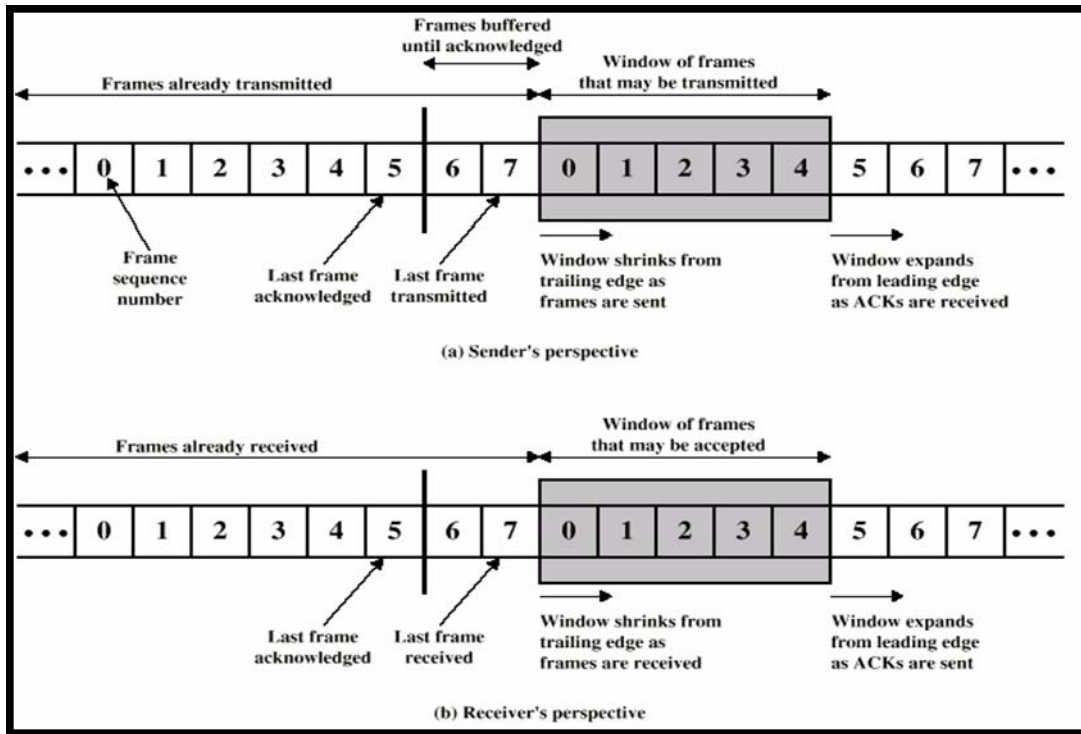 Frames buffered
until acknowledged
Window of frames
that may be transmitted
Frames already transmitted
••• 0 1 2 3 4 5 6 7 0 1 2 3 4 5 6 7 •••
Frame
sequence
number
Last frame
acknowledged
Last frame
transmitted
Window shrinks from
trailing edge as
frames are sent
Window expands
from leading edge
as ACKs are received
(a) Sender's perspective
Window of frames
that may be accepted
Frames already received
••• 0 1 2 3 4 5 6 7 0 1 2 3 4 5 6 7 •••
Last frame
acknowledged
Last frame
received
Window shrinks from
trailing edge as
frames are received
Window expands
from leading edge
as ACKs are sent
(b) Receiver's perspective